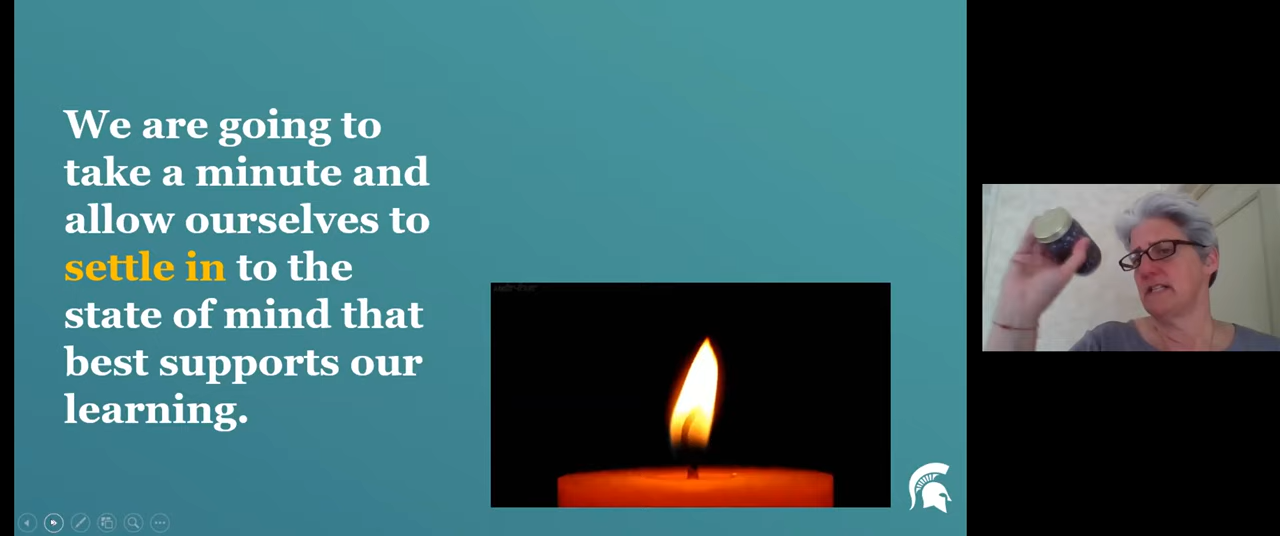 We are going to
take a minute and
allow ourselves to
settle in to the
state of mind that
best supports our
learning.